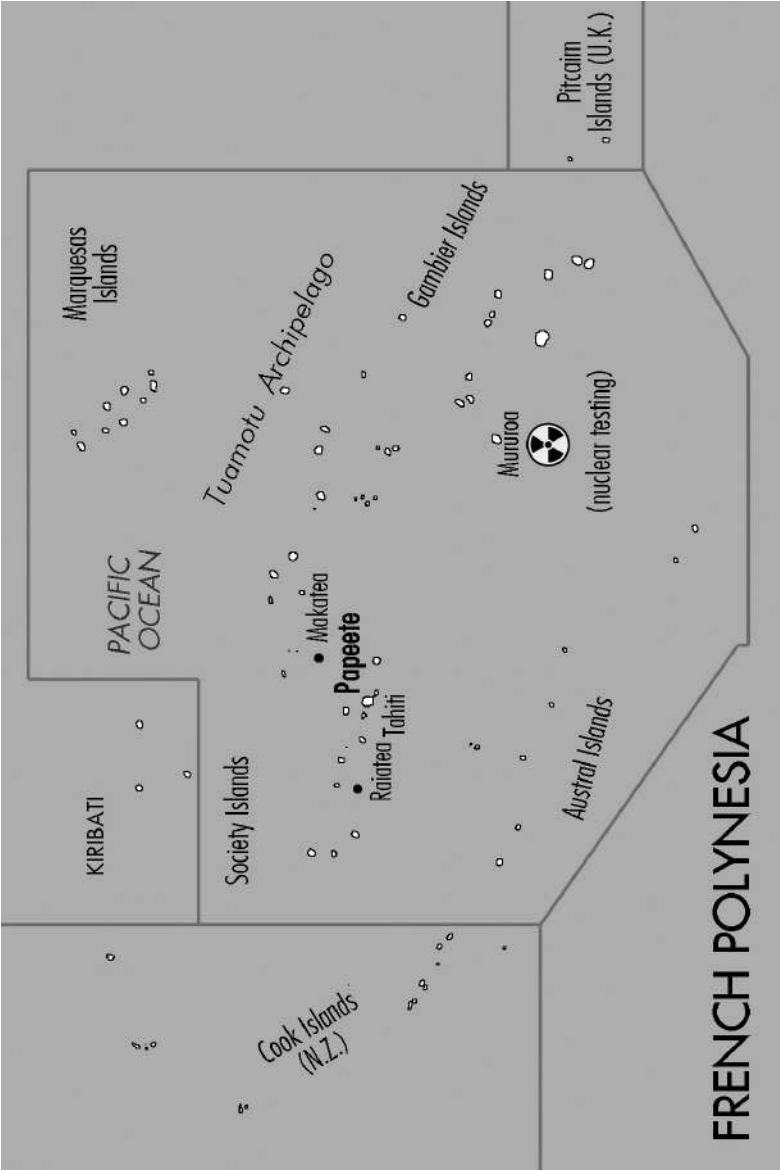 Marquesas
Islands
PACIFIC
OCEAN
KIRIBATI
Tuamotu Archipelago
Society Islands
Makatea
Papeete
Tahiti
Raiatea
Cook Islands
(N.Z.)
Gambier Islands
Pitcairn
Islands (U.K.)
Mururoa
(nuclear testing)
Austral Islands
FRENCH POLYNESIA